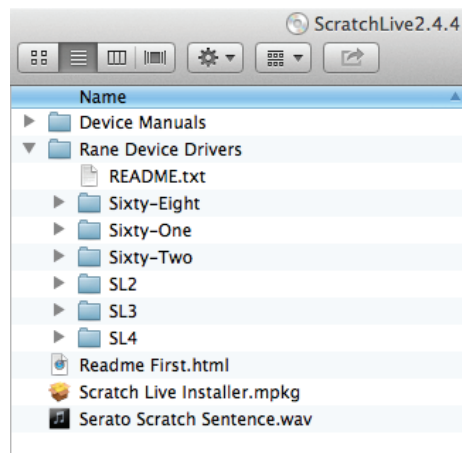 ScratchLive2.4.4
Name
Device Manuals
Rane Device Drivers
README.txt
Sixty-Eight
Sixty-One
Sixty-Two
SL2
SL3
SL4
Readme First.html
Scratch Live Installer.mpkg
Serato Scratch Sentence.wav